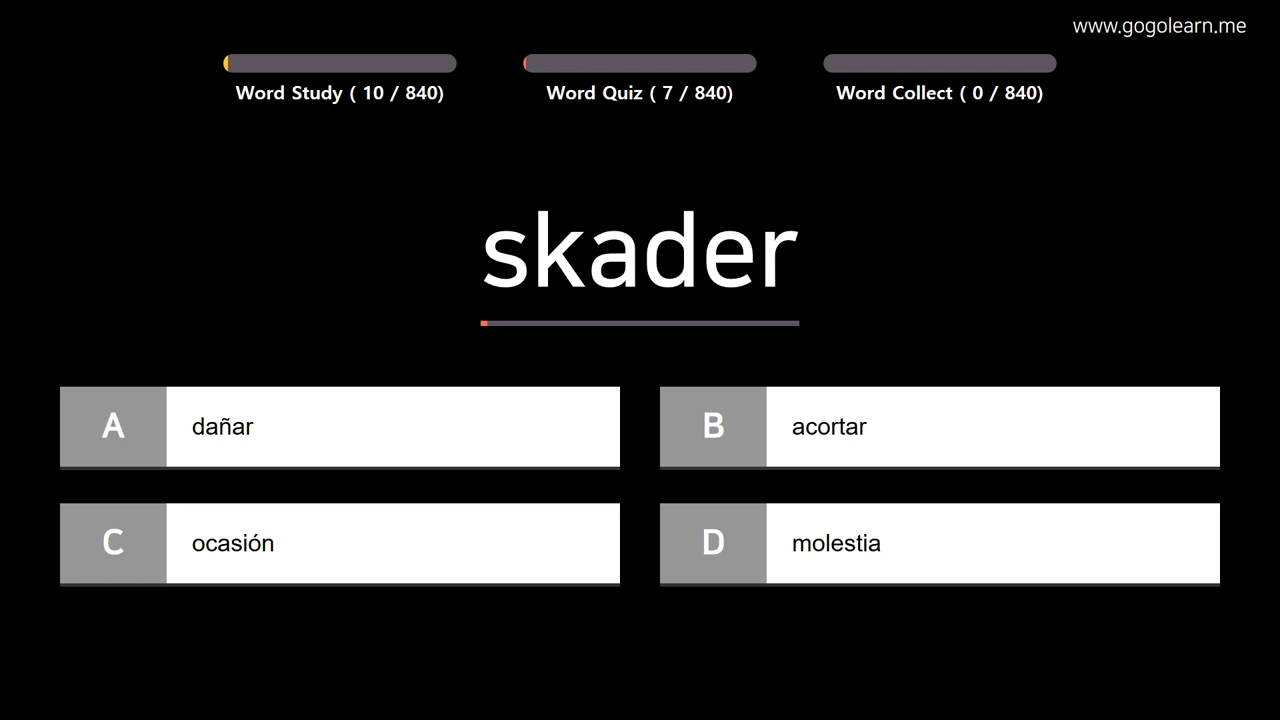 www.gogolearn.me
Word Study ( 10 / 840)
Word Quiz ( 7 / 840)
Word Collect ( 0 / 840)
skader
A dañar
B acortar
C ocasión
D molestia